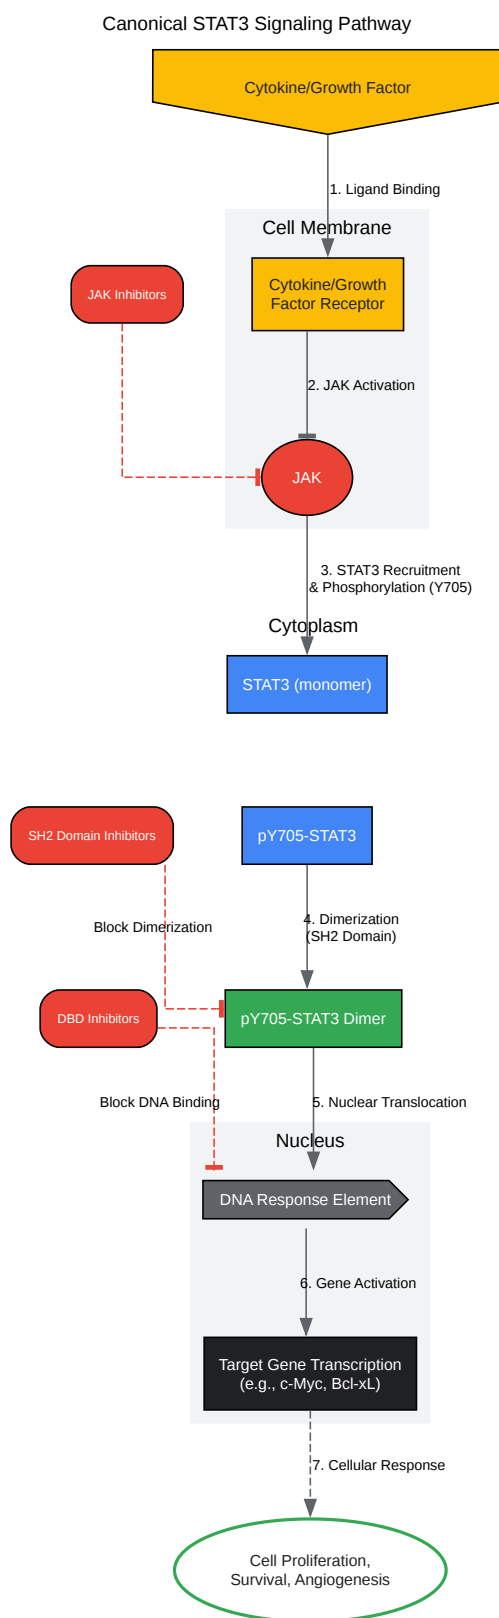 Canonical STAT3 Signaling Pathway
Cytokine/Growth Factor
1. Ligand Binding
Cell Membrane
Cytokine/Growth
Factor Receptor
JAK Inhibitors
2. JAK Activation
JAK
3. STAT3 Recruitment
& Phosphorylation (Y705)
Cytoplasm
STAT3 (monomer)
SH2 Domain Inhibitors
pY705-STAT3
Block Dimerization
4. Dimerization
(SH2 Domain)
DBD Inhibitors
pY705-STAT3 Dimer
Block DNA Binding
5. Nuclear Translocation
Nucleus
DNA Response Element
6. Gene Activation
Target Gene Transcription
(e.g., c-Myc, Bcl-xL)
7. Cellular Response
Cell Proliferation,
Survival, Angiogenesis